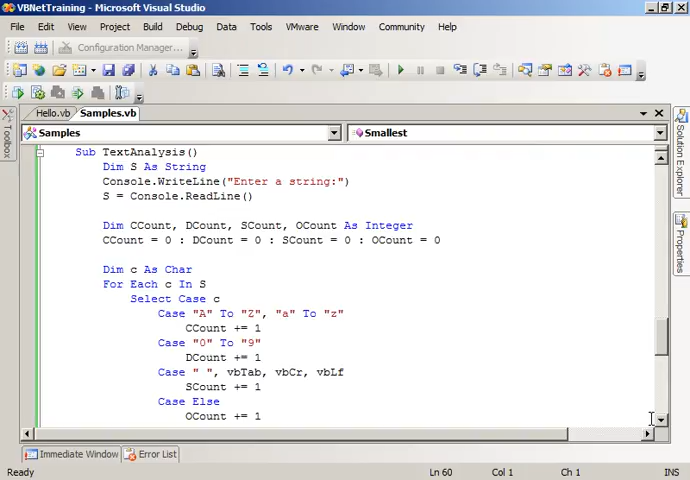 VBNetTraining - Microsoft Visual Studio
File Edit View Project Build Debug Data Tools VMware Window Community Help
Configuration Manager...
Hello.vb Samples.vb
Samples Smallest
Sub TextAnalysis()
Dim S As String
Console.WriteLine("Enter a string:")
S = Console.ReadLine()
Dim CCount, DCount, SCount, OCount As Integer
CCount = 0 : DCount = 0 : SCount = 0 : OCount = 0
Dim c As Char
For Each c In S
Select Case c
Case "A" To "Z", "a" To "z"
CCount += 1
Case "0" To "9"
DCount += 1
Case " ", vbTab, vbCr, vbLf
SCount += 1
Case Else
OCount += 1
Toolbox
Solution Explorer
Properties
Immediate Window Error List
Ready Ln 60 Col 1 Ch 1 INS